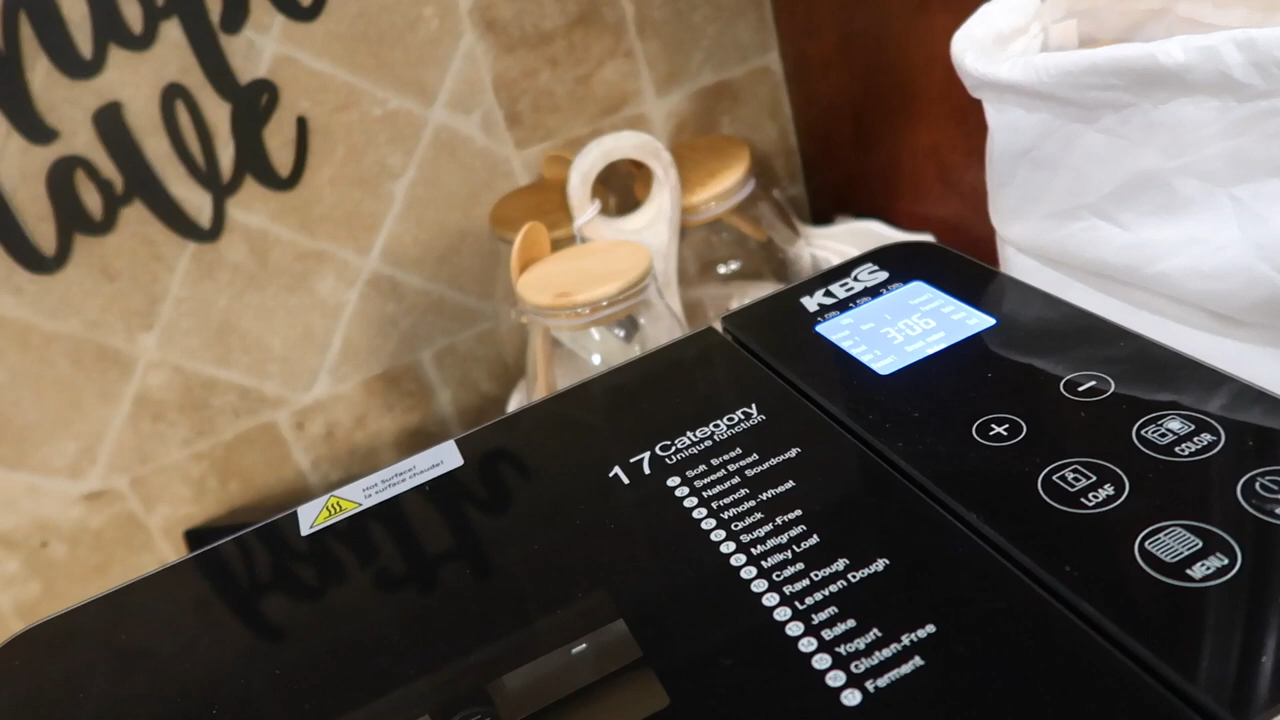 hope
love
KBS
1.0lb 1.5lb 2.0lb
3:06
Hot Surface!
la surface chaude!
17 Category
Unique function
1 Soft Bread
2 Sweet Bread
3 Natural Sourdough
4 French
5 Whole-Wheat
6 Quick
7 Sugar-Free
8 Multigrain
9 Milky Loaf
10 Cake
11 Raw Dough
12 Leaven Dough
13 Jam
14 Bake
15 Yogurt
16 Gluten-Free
17 Ferment
COLOR
LOAF
MENU